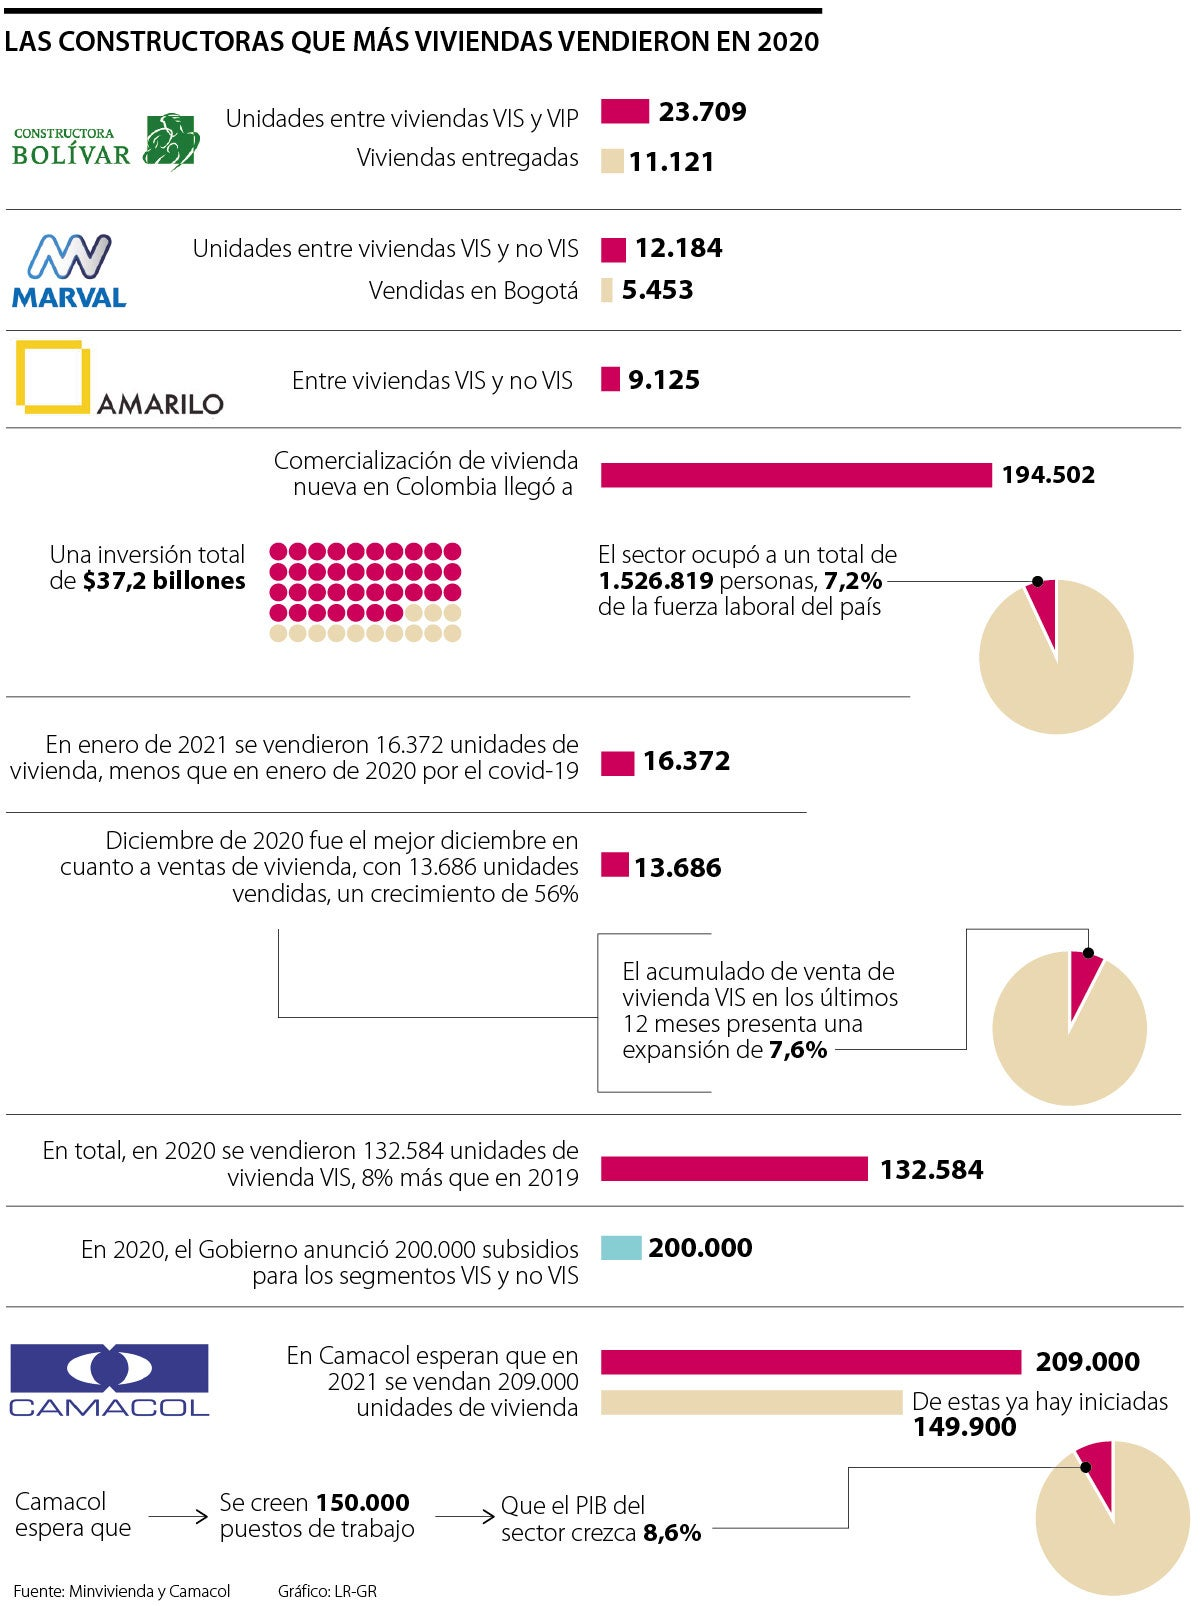 LAS CONSTRUCTORAS QUE MÁS VIVIENDAS VENDIERON EN 2020
CONSTRUCTORA
BOLÍVAR
Unidades entre viviendas VIS y VIP
23.709
Viviendas entregadas
11.121
MARVAL
Unidades entre viviendas VIS y no VIS
12.184
Vendidas en Bogotá
5.453
AMARILO
Entre viviendas VIS y no VIS
9.125
Comercialización de vivienda
nueva en Colombia llegó a
194.502
Una inversión total
de $37,2 billones
El sector ocupó a un total de
1.526.819 personas, 7,2%
de la fuerza laboral del país
En enero de 2021 se vendieron 16.372 unidades de
vivienda, menos que en enero de 2020 por el covid-19
16.372
Diciembre de 2020 fue el mejor diciembre en
cuanto a ventas de vivienda, con 13.686 unidades
vendidas, un crecimiento de 56%
13.686
El acumulado de venta de
vivienda VIS en los últimos
12 meses presenta una
expansión de 7,6%
En total, en 2020 se vendieron 132.584 unidades de
vivienda VIS, 8% más que en 2019
132.584
En 2020, el Gobierno anunció 200.000 subsidios
para los segmentos VIS y no VIS
200.000
CAMACOL
En Camacol esperan que en
2021 se vendan 209.000
unidades de vivienda
209.000
De estas ya hay iniciadas
149.900
Camacol
espera que
Se creen 150.000
puestos de trabajo
Que el PIB del
sector crezca 8,6%
Fuente: Minvivienda y Camacol
Gráfico: LR-GR